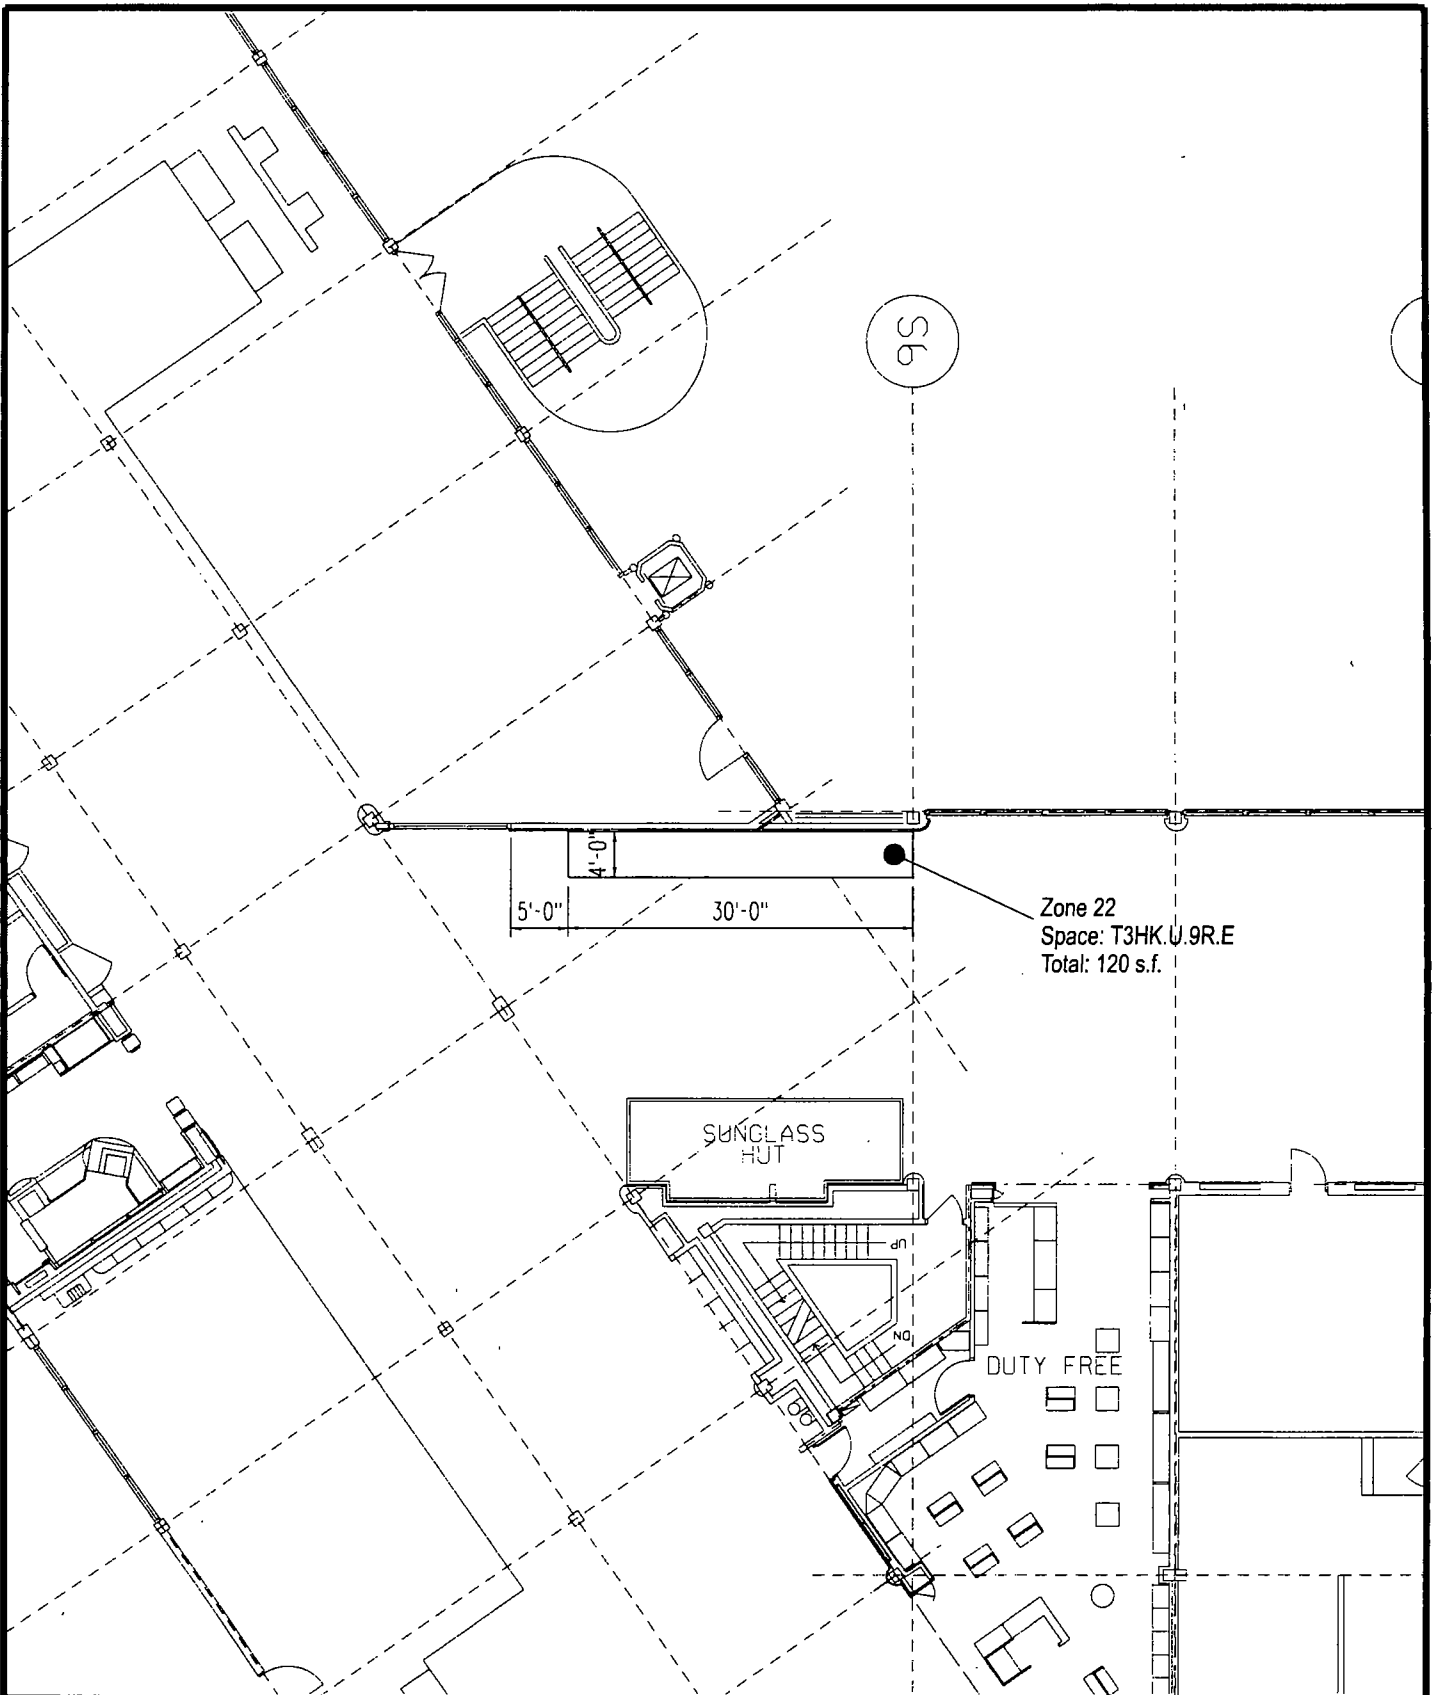 S6
4'-0"
5'-0"
30'-0"
Zone 22
Space: T3HK.U.9R.E
Total: 120 s.f.
SUNGLASS
HUT
UP
DN
DUTY FREE